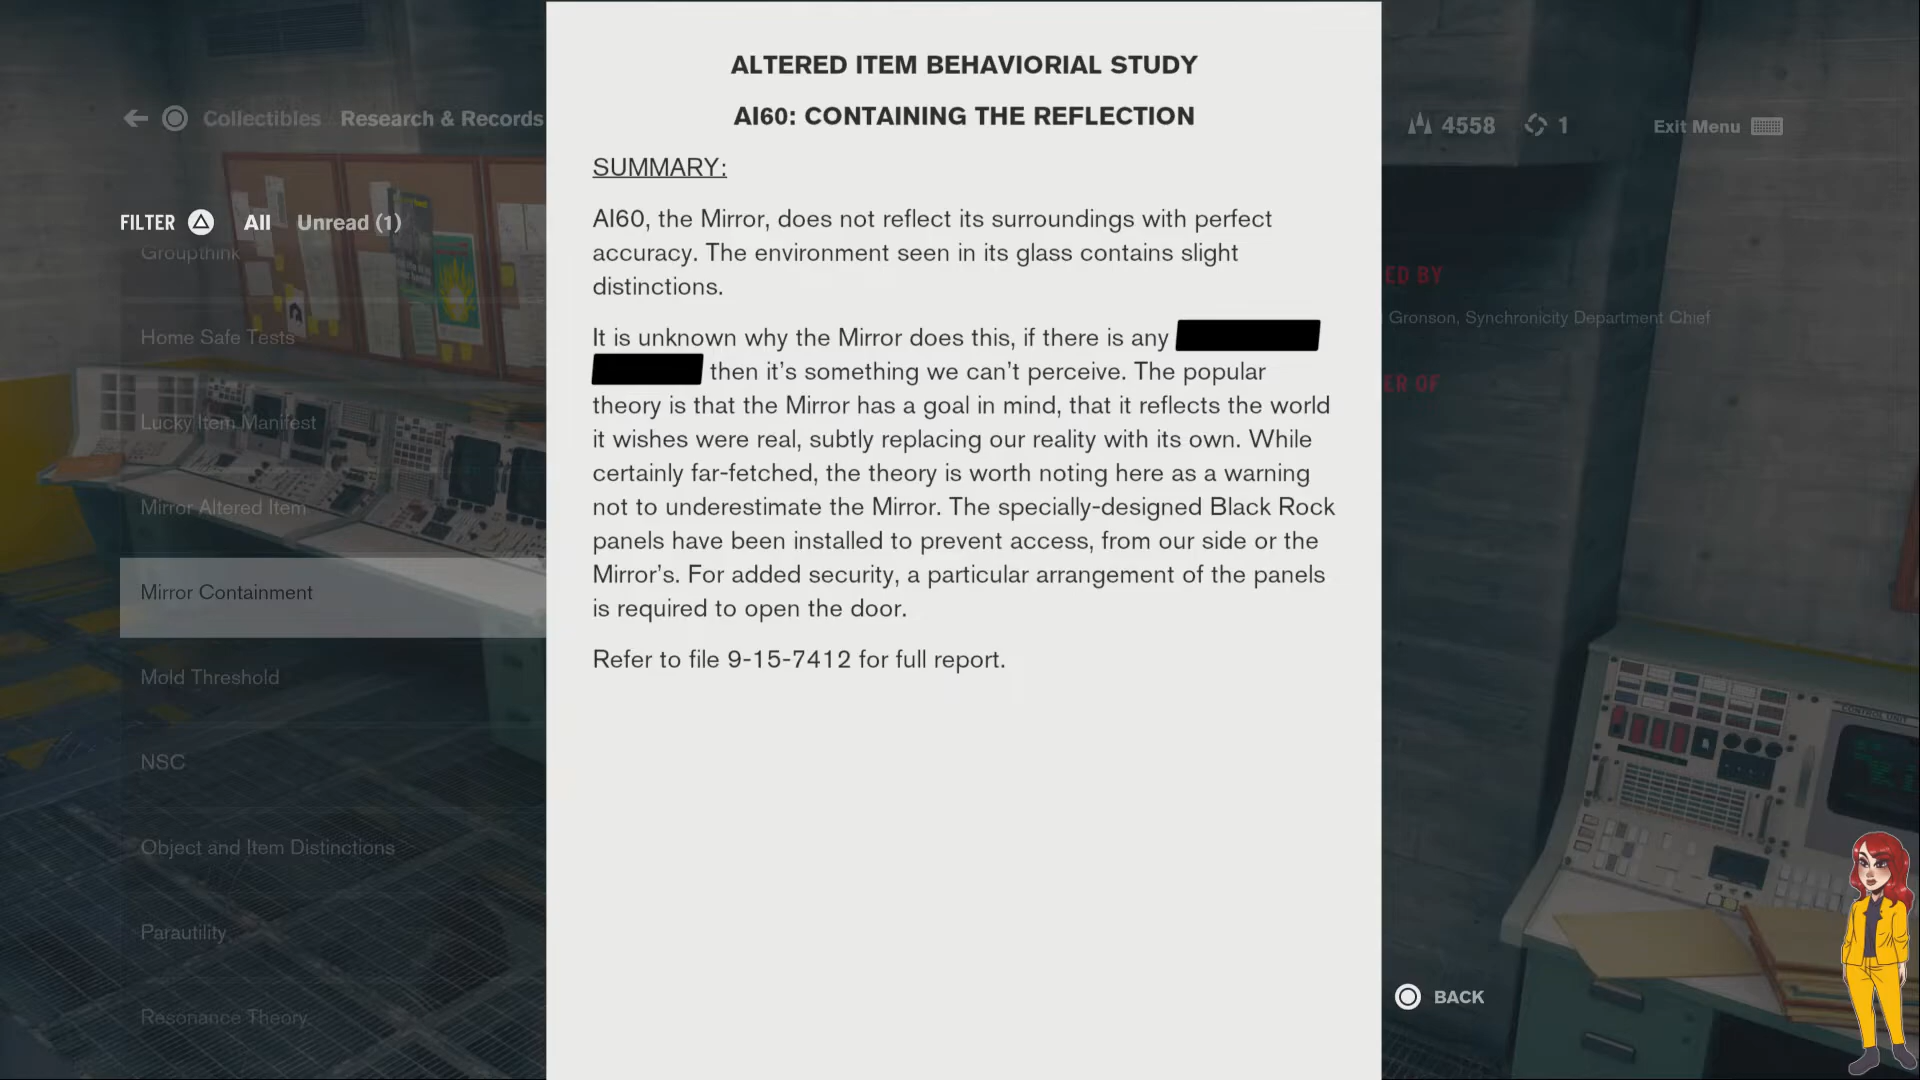 ALTERED ITEM BEHAVIORIAL STUDY
AI60: CONTAINING THE REFLECTION
SUMMARY:
AI60, the Mirror, does not reflect its surroundings with perfect
accuracy. The environment seen in its glass contains slight
distinctions.
It is unknown why the Mirror does this, if there is any
then it's something we can't perceive. The popular
theory is that the Mirror has a goal in mind, that it reflects the world
it wishes were real, subtly replacing our reality with its own. While
certainly far-fetched, the theory is worth noting here as a warning
not to underestimate the Mirror. The specially-designed Black Rock
panels have been installed to prevent access, from our side or the
Mirror's. For added security, a particular arrangement of the panels
is required to open the door.
Refer to file 9-15-7412 for full report.
Collectibles Research & Records
4558 1 Exit Menu
FILTER All Unread (1)
Groupthink
Home Safe Tests
Lucky Item Manifest
Mirror Altered Item
Mirror Containment
Mold Threshold
NSC
Object and Item Distinctions
Parautility
Resonance Theory
ED BY
Gronson, Synchronicity Department Chief
ER OF
CONTROL UNIT
BACK